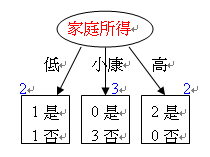 家庭所得
低 小康 高
2 3 2
1 是 0 是 2 是
1 否 3 否 0 否